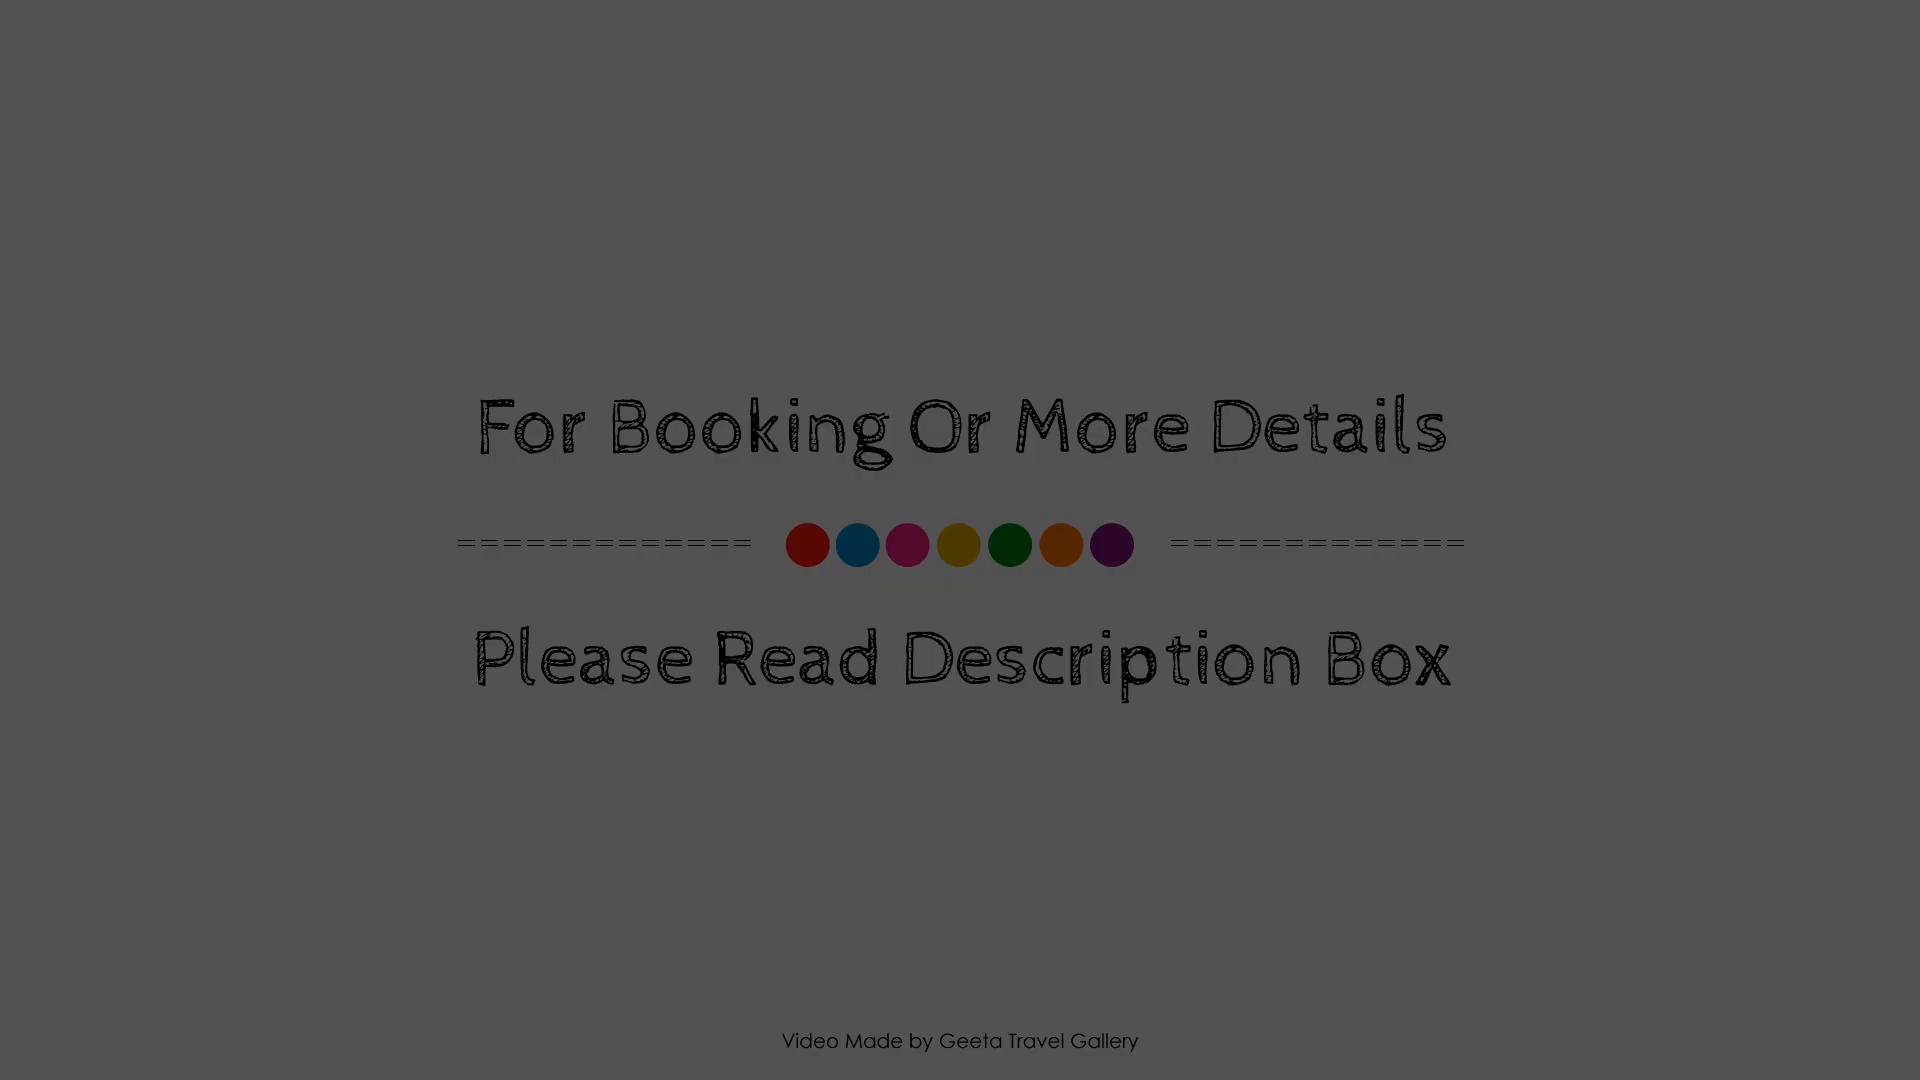 For Booking Or More Details
============= =============
Please Read Description Box
Video Made by Geeta Travel Gallery